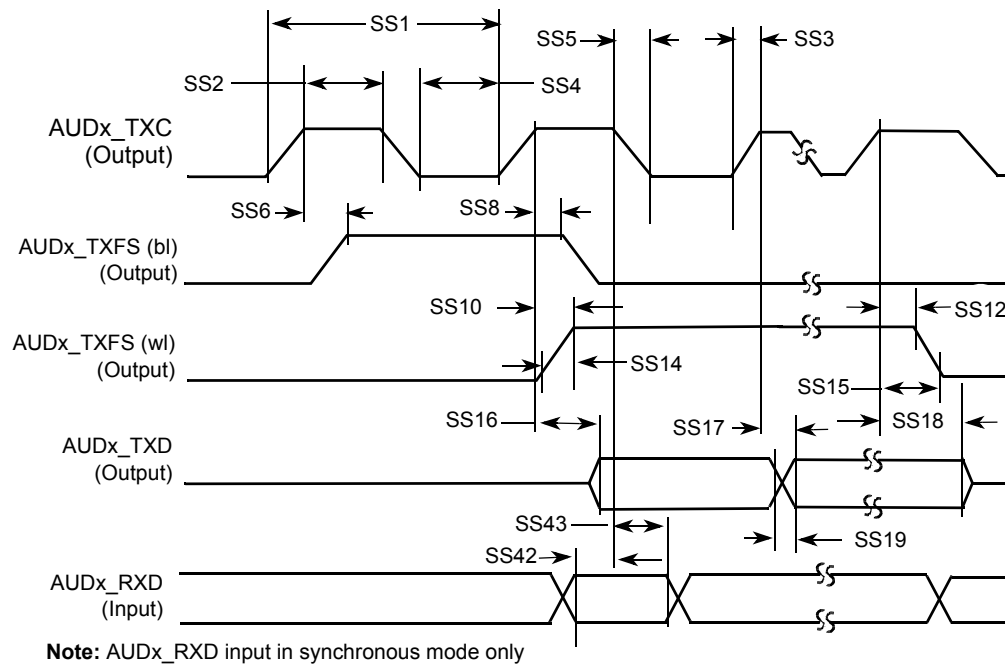 SS1
SS5
SS3
SS2
SS4
AUDx_TXC
(Output)
SS6
SS8
AUDx_TXFS (bl)
(Output)
SS10
SS12
AUDx_TXFS (wl)
(Output)
SS14
SS15
SS16
SS17
SS18
AUDx_TXD
(Output)
SS43
SS19
SS42
AUDx_RXD
(Input)
Note: AUDx_RXD input in synchronous mode only